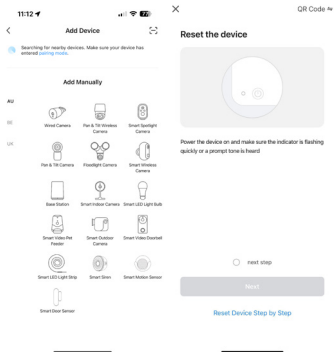 11:12
77
Add Device
Searching for nearby devices. Make sure your device has
entered pairing mode.
Add Manually
AU
BE
UK
Wired Camera
Pan & Tilt Wireless
Camera
Smart Spotlight
Camera
Pan & Tilt Camera
Floodlight Camera
Smart Wireless
Camera
Base Station
Smart Indoor Camera
Smart LED Light Bulb
Smart Video Pet
Feeder
Smart Outdoor
Camera
Smart Video Doorbell
Smart LED Light Strip
Smart Siren
Smart Motion Sensor
Smart Door Sensor
QR Code
Reset the device
Power the device on and make sure the indicator is flashing
quickly or a prompt tone is heard
next step
Next
Reset Device Step by Step